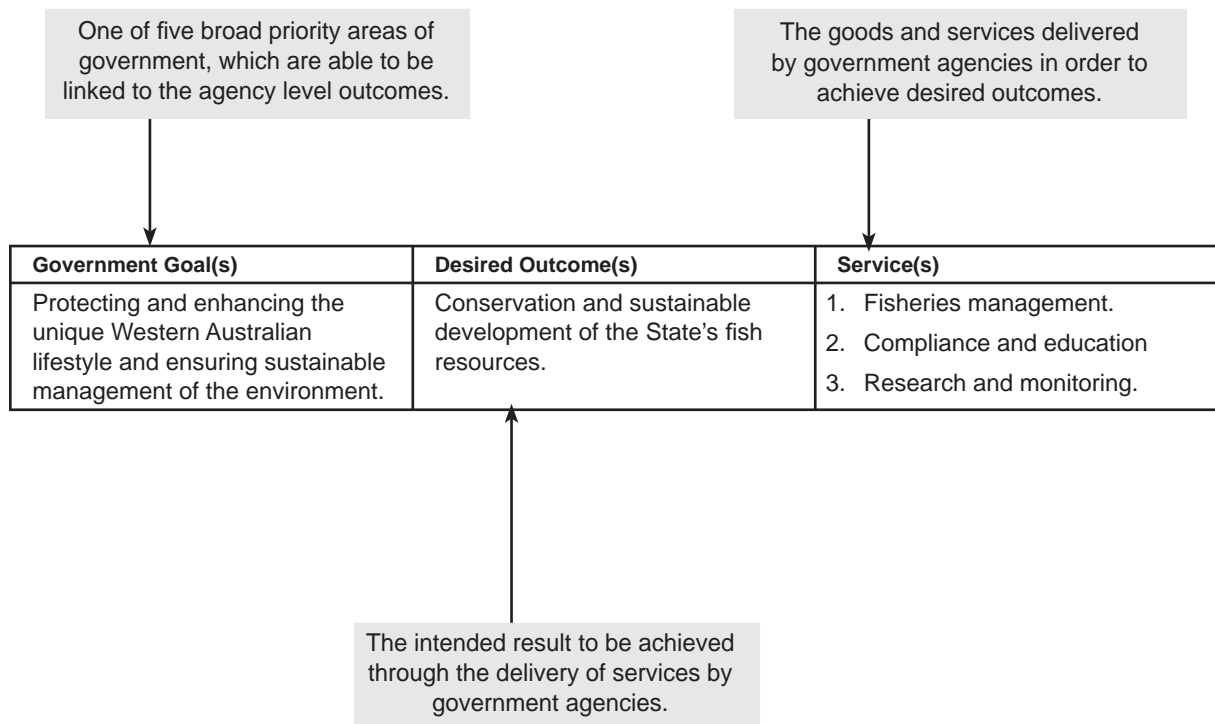 One of five broad priority areas of
government, which are able to be
linked to the agency level outcomes.
The goods and services delivered
by government agencies in order to
achieve desired outcomes.
Government Goal(s)
Desired Outcome(s)
Service(s)
Protecting and enhancing the
unique Western Australian
lifestyle and ensuring sustainable
management of the environment.
Conservation and sustainable
development of the State’s fish
resources.
1. Fisheries management.
2. Compliance and education
3. Research and monitoring.
The intended result to be achieved
through the delivery of services by
government agencies.